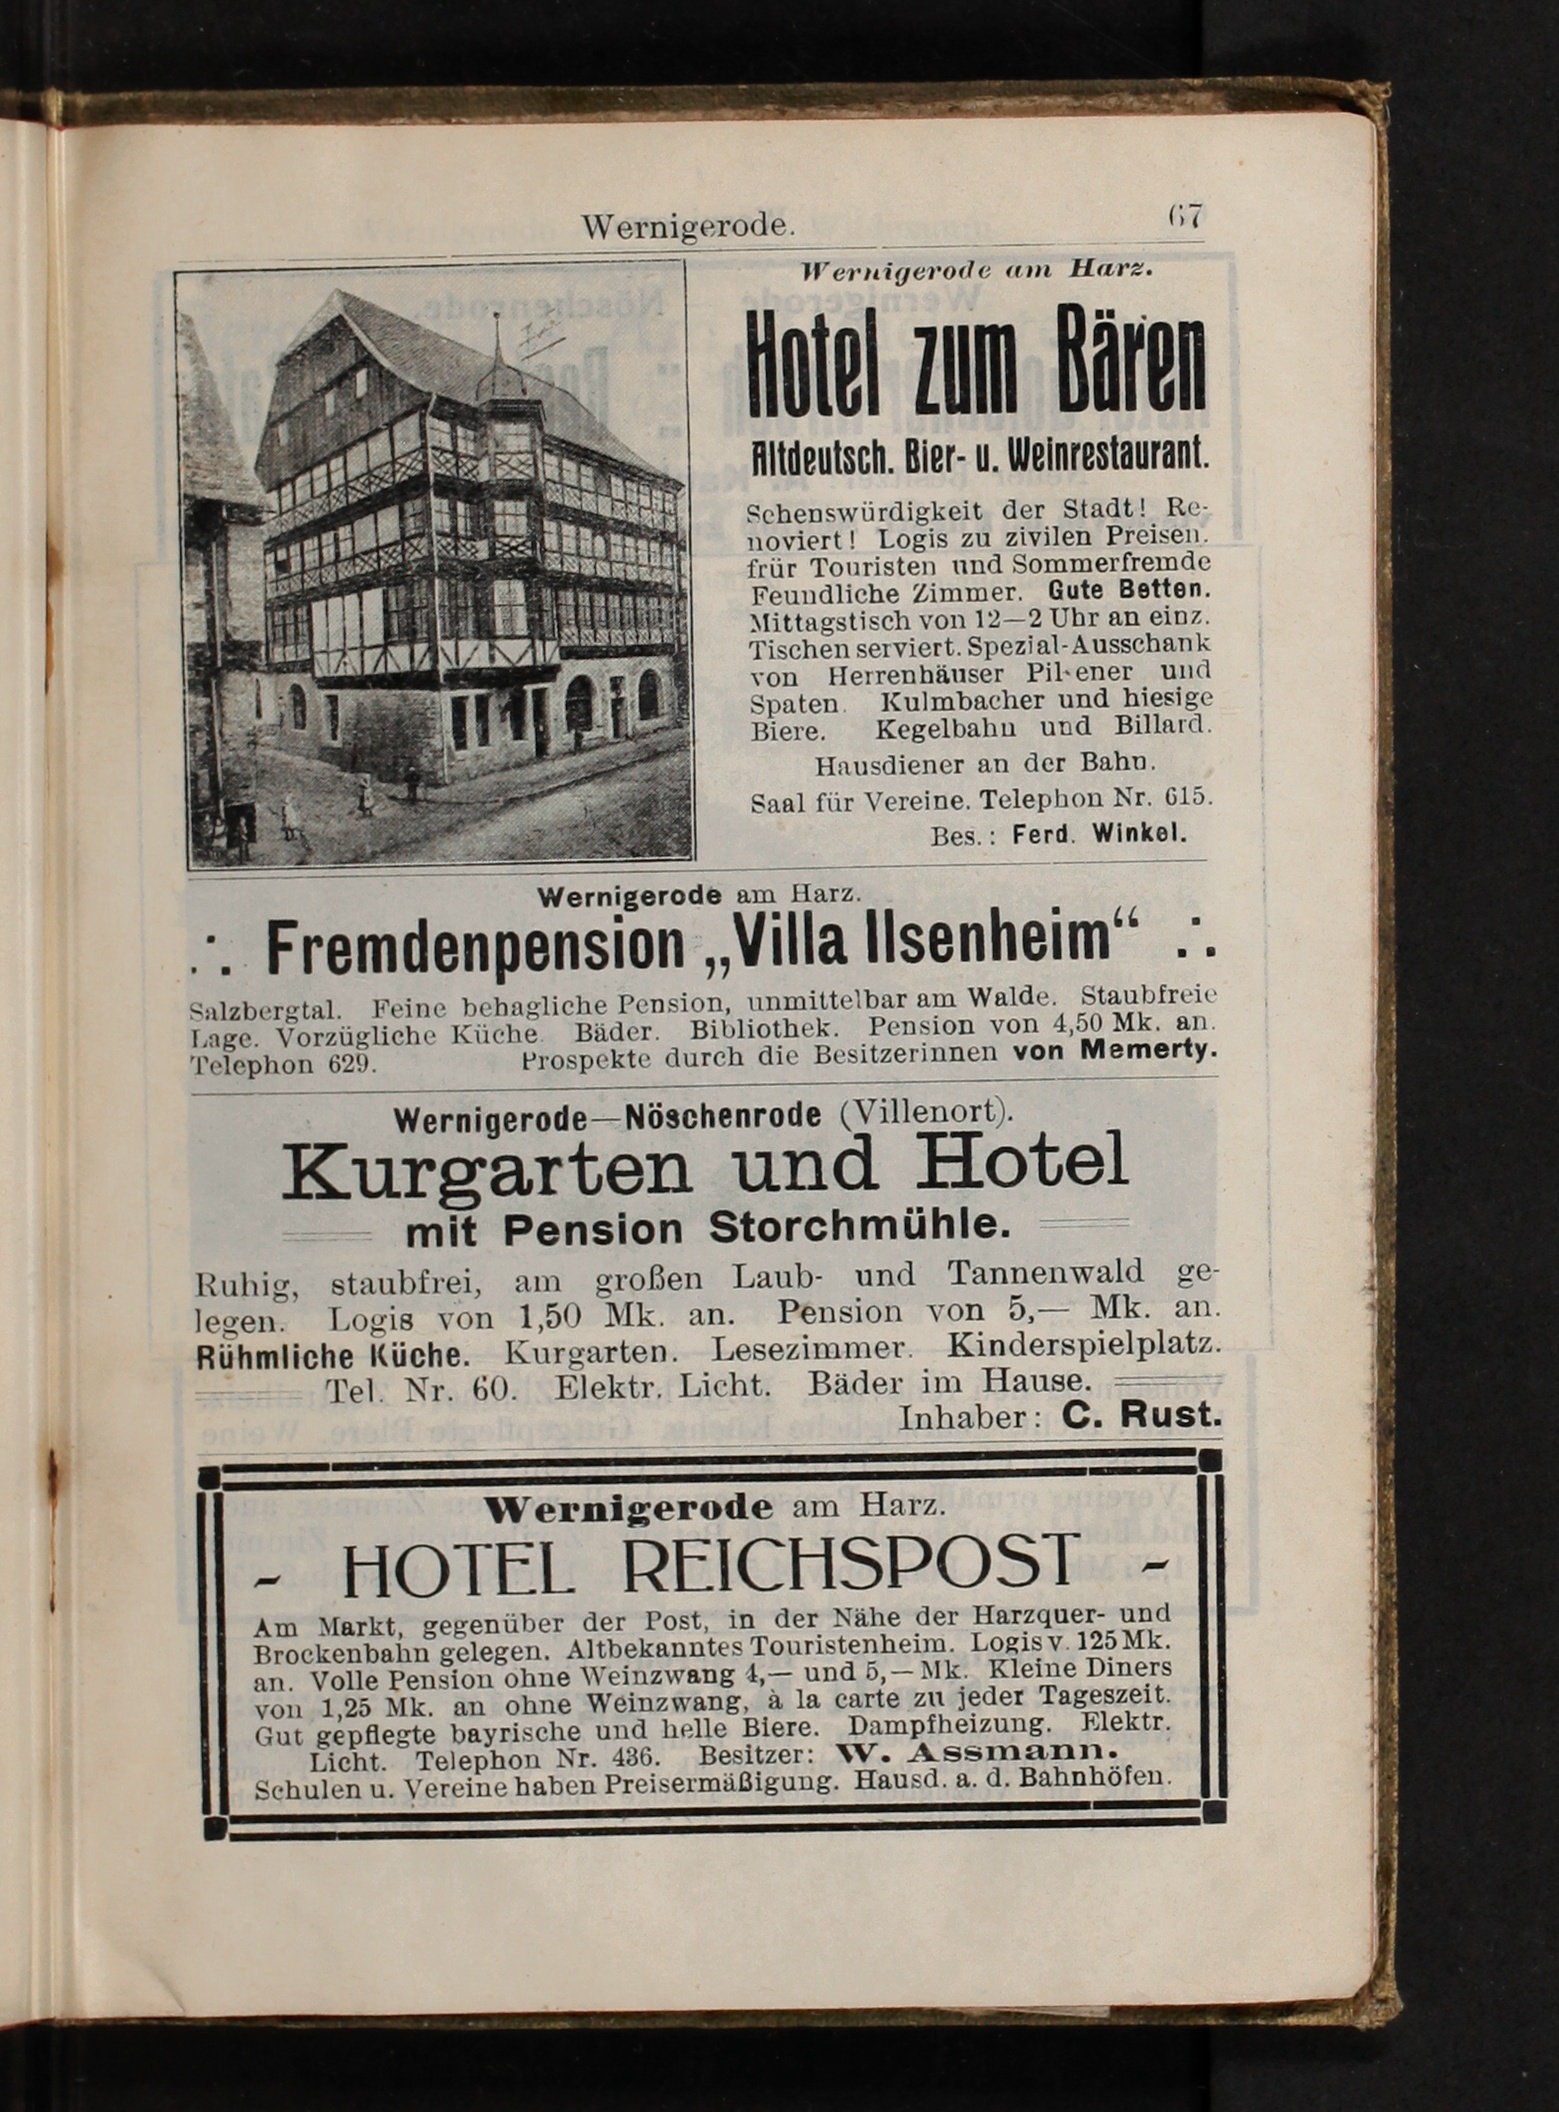 Wernigerode.
67
Wernigerode am Harz.
Hotel zum Bären
Altdeutsch. Bier- u. Weinrestaurant.
Sehenswürdigkeit der Stadt! Re-
noviert! Logis zu zivilen Preisen.
früt Touristen und Sommerfremde
Feundliche Zimmer. Gute Betten.
Mittagstisch von 12—2 Uhr an einz.
Tischen serviert. Spezial-Ausschank
von Herrenhäuser Pilsener und
Spaten. Kulmbacher und hiesige
Biere. Kegelbahn und Billard.
Hausdiener an der Bahn.
Saal für Vereine. Telephon Nr. 615.
Bes.: Ferd. Winkel.
Wernigerode am Harz.
Fremdenpension „Villa Ilsenheim“
Salzbergtal. Feine behagliche Pension, unmittelbar am Walde. Staubfreie
Lage. Vorzügliche Küche. Bäder. Bibliothek. Pension von 4,50 Mk. an.
Telephon 629. Prospekte durch die Besitzerinnen von Memerty.
Wernigerode—Nöschenrode (Villenort).
Kurgarten und Hotel
mit Pension Storchmühle.
Ruhig, staubfrei, am großen Laub- und Tannenwald ge-
legen. Logis von 1,50 Mk. an. Pension von 5,— Mk. an.
Rühmliche Küche. Kurgarten. Lesezimmer. Kinderspielplatz.
Tel. Nr. 60. Elektr. Licht. Bäder im Hause.
Inhaber: C. Rust.
Wernigerode am Harz.
- HOTEL REICHSPOST -
Am Markt, gegenüber der Post, in der Nähe der Harzquer- und
Brockenbahn gelegen. Altbekanntes Touristenheim. Logis v. 125 Mk.
an. Volle Pension ohne Weinzwang 4,— und 5,— Mk. Kleine Diners
von 1,25 Mk. an ohne Weinzwang, à la carte zu jeder Tageszeit.
Gut gepflegte bayrische und helle Biere. Dampfheizung. Elektr.
Licht. Telephon Nr. 436. Besitzer: W. Assmann.
Schulen u. Vereine haben Preisermäßigung. Hausd. a. d. Bahnhöfen.